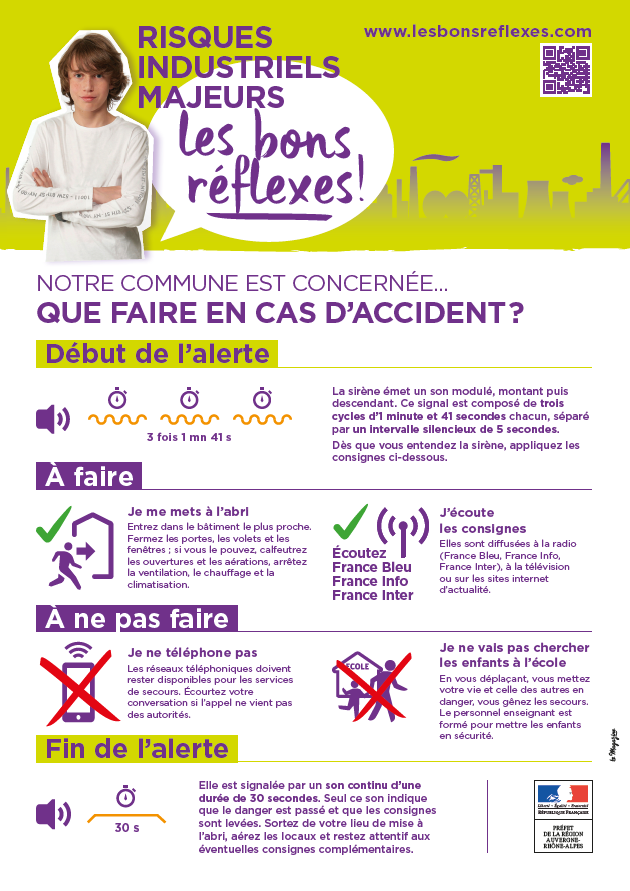 www.lesbonsreflexes.com
RISQUES
INDUSTRIELS
MAJEURS
les bons
réflexes!
NOTRE COMMUNE EST CONCERNÉE...
QUE FAIRE EN CAS D'ACCIDENT ?
Début de l'alerte
3 fois 1 mn 41 s
La sirène émet un son modulé, montant puis
descendant. Ce signal est composé de trois
cycles d'1 minute et 41 secondes chacun, séparé
par un intervalle silencieux de 5 secondes.
Dès que vous entendez la sirène, appliquez les
consignes ci-dessous.
À faire
Je me mets à l'abri
Entrez dans le bâtiment le plus proche.
Fermez les portes, les volets et les
fenêtres ; si vous le pouvez, calfeutrez
les ouvertures et les aérations, arrêtez
la ventilation, le chauffage et la
climatisation.
Écoutez
France Bleu
France Info
France Inter
J'écoute
les consignes
Elles sont diffusées à la radio
(France Bleu, France Info,
France Inter), à la télévision
ou sur les sites internet
d'actualité.
À ne pas faire
Je ne téléphone pas
Les réseaux téléphoniques doivent
rester disponibles pour les services
de secours. Écourtez votre
conversation si l'appel ne vient pas
des autorités.
ECOLE
Je ne vais pas chercher
les enfants à l'école
En vous déplaçant, vous mettez
votre vie et celle des autres en
danger, vous gênez les secours.
Le personnel enseignant est
formé pour mettre les enfants
en sécurité.
Fin de l'alerte
30 s
Elle est signalée par un son continu d'une
durée de 30 secondes. Seul ce son indique
que le danger est passé et que les consignes
sont levées. Sortez de votre lieu de mise à
l'abri, aérez les locaux et restez attentif aux
éventuelles consignes complémentaires.
Liberté • Égalité • Fraternité
RÉPUBLIQUE FRANÇAISE
PRÉFET
DE LA RÉGION
AUVERGNE-
RHÔNE-ALPES